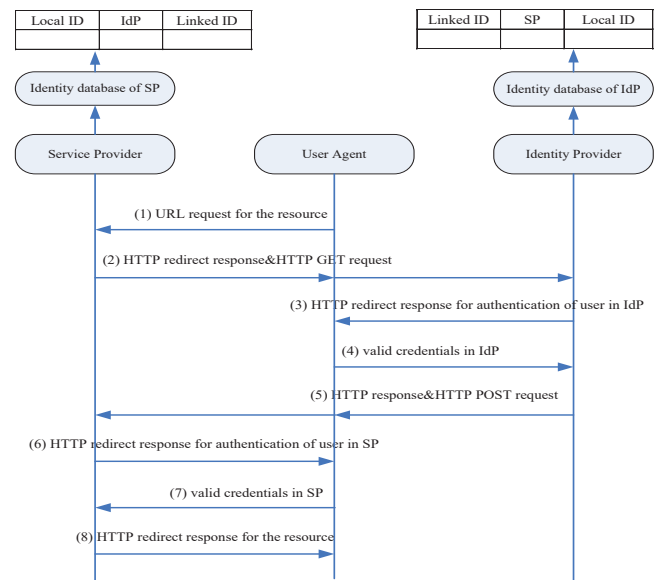 Local ID IdP Linked ID
Linked ID SP Local ID
Identity database of SP
Identity database of IdP
Service Provider
User Agent
Identity Provider
(1) URL request for the resource
(2) HTTP redirect response&HTTP GET request
(3) HTTP redirect response for authentication of user in IdP
(4) valid credentials in IdP
(5) HTTP response&HTTP POST request
(6) HTTP redirect response for authentication of user in SP
(7) valid credentials in SP
(8) HTTP redirect response for the resource